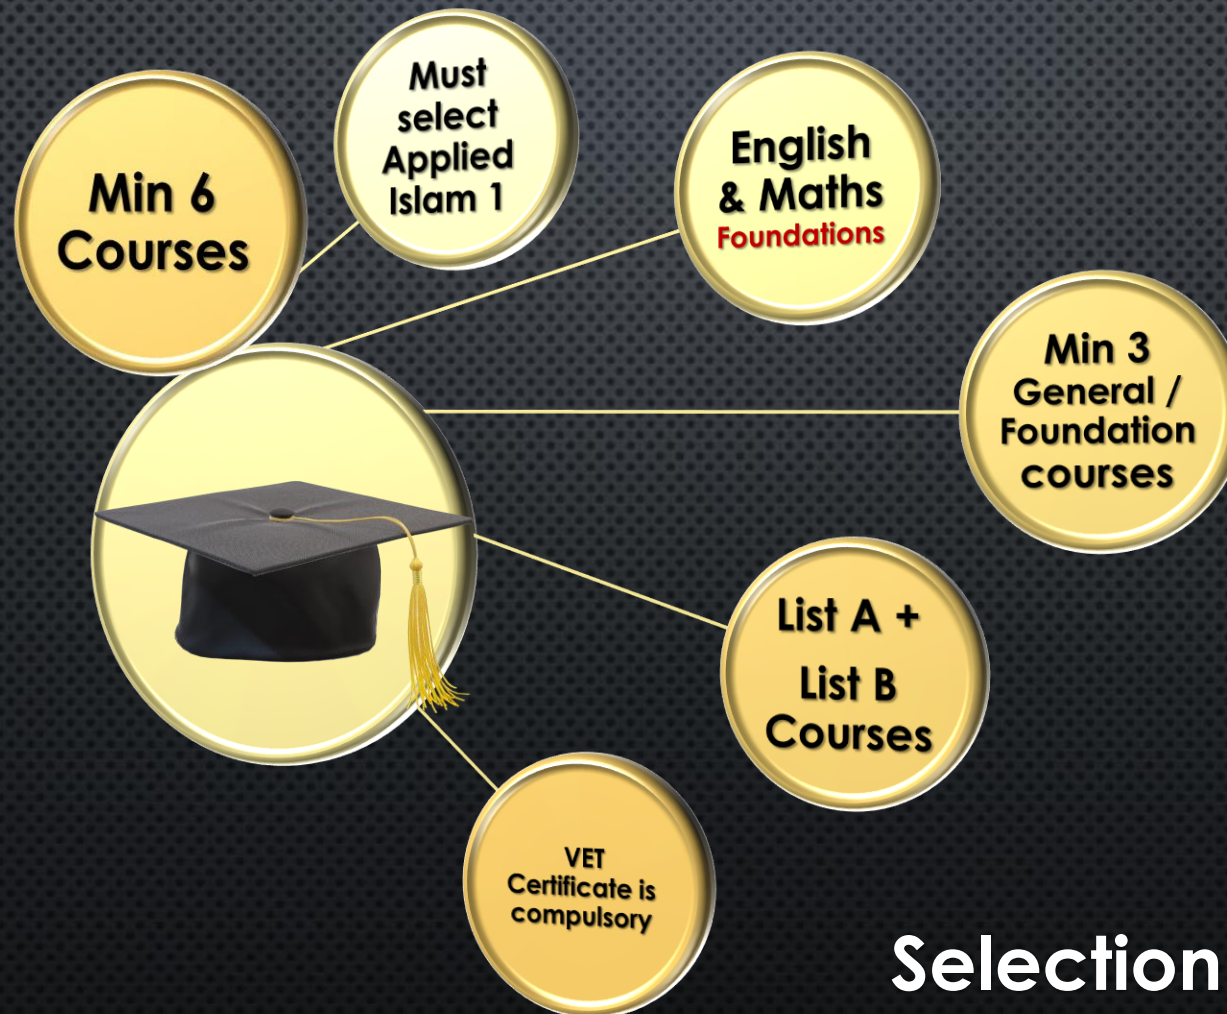 Min 6
Courses
Must
select
Applied
Islam 1
English
& Maths
Foundations
Min 3
General /
Foundation
courses
List A +
List B
Courses
VET
Certificate is
compulsory
Selection